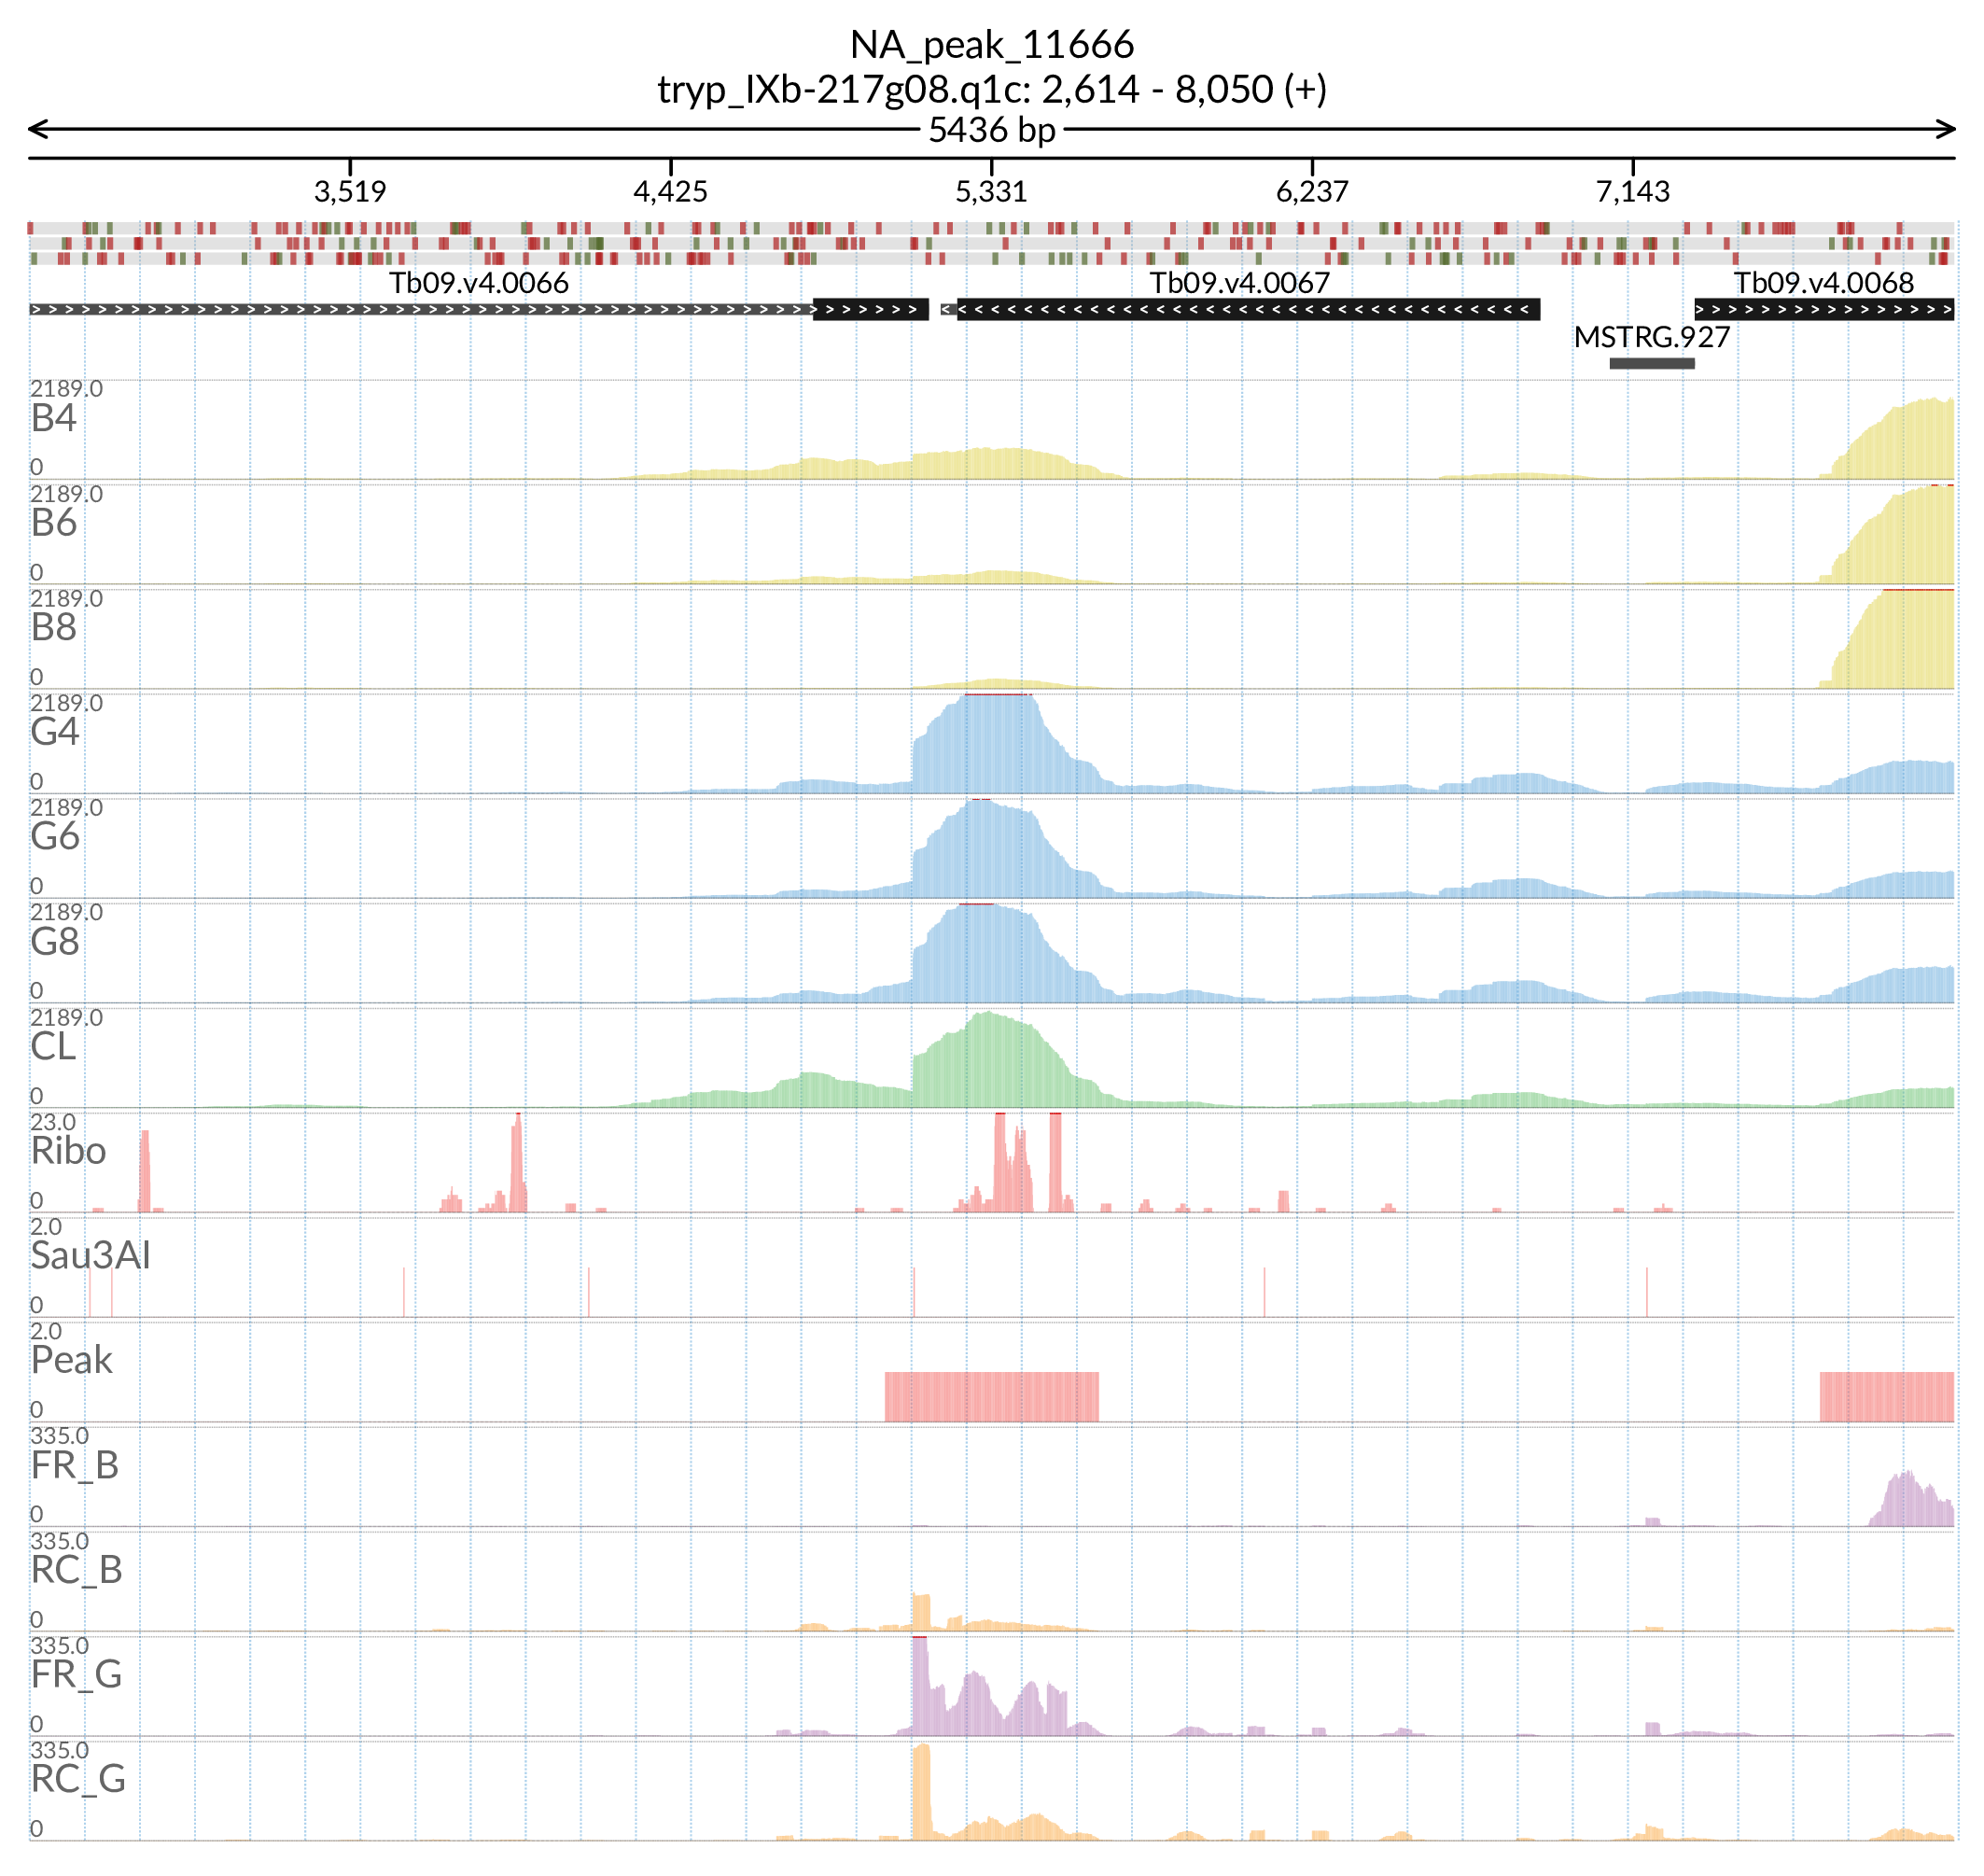 NA_peak_11666
tryp_IXb-217g08.q1c: 2,614 - 8,050 (+)
5436 bp
3,519 4,425 5,331 6,237 7,143
Tb09.v4.0066 Tb09.v4.0067 Tb09.v4.0068
MSTRG.927
2189.0
B4
0
2189.0
B6
0
2189.0
B8
0
2189.0
G4
0
2189.0
G6
0
2189.0
G8
0
2189.0
CL
0
23.0
Ribo
0
2.0
Sau3AI
0
2.0
Peak
0
335.0
FR_B
0
335.0
RC_B
0
335.0
FR_G
0
335.0
RC_G
0